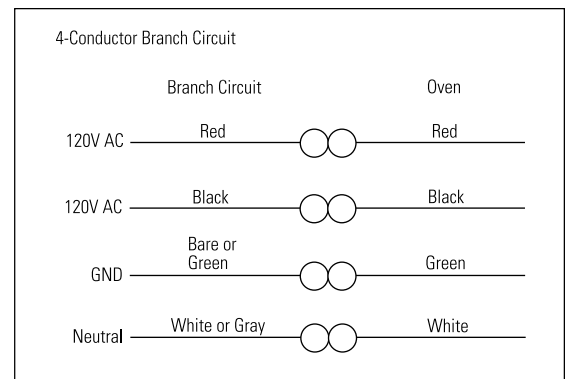 4-Conductor Branch Circuit
Branch Circuit Oven
120V AC Red Red
120V AC Black Black
Bare or
GND Green Green
Neutral White or Gray White